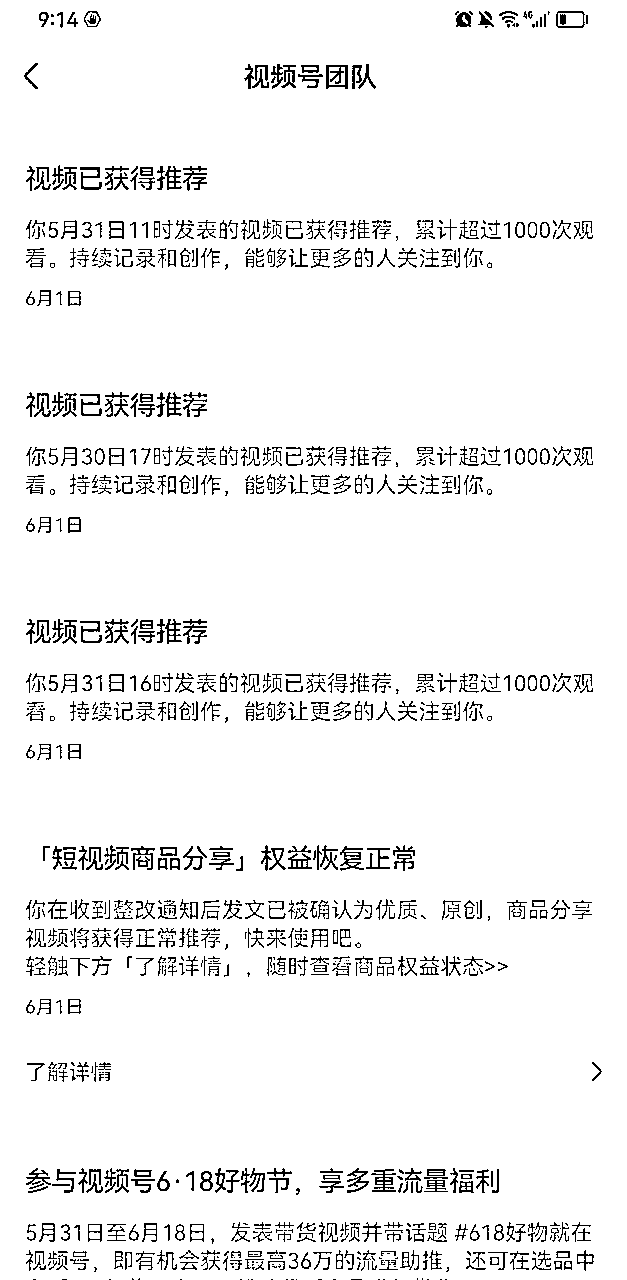 9:14
4G
视频号团队
视频已获得推荐
你5月31日11时发表的视频已获得推荐，累计超过1000次观
看。持续记录和创作，能够让更多的人关注到你。
6月1日
视频已获得推荐
你5月30日17时发表的视频已获得推荐，累计超过1000次观
看。持续记录和创作，能够让更多的人关注到你。
6月1日
视频已获得推荐
你5月31日16时发表的视频已获得推荐，累计超过1000次观
看。持续记录和创作，能够让更多的人关注到你。
6月1日
「短视频商品分享」权益恢复正常
你在收到整改通知后发文已被确认为优质、原创，商品分享
视频将获得正常推荐，快来使用吧。
轻触下方「了解详情」，随时查看商品权益状态>>
6月1日
了解详情
参与视频号6·18好物节，享多重流量福利
5月31日至6月18日，发表带货视频并带话题 #618好物就在
视频号，即有机会获得最高36万的流量助推，还可在选品中